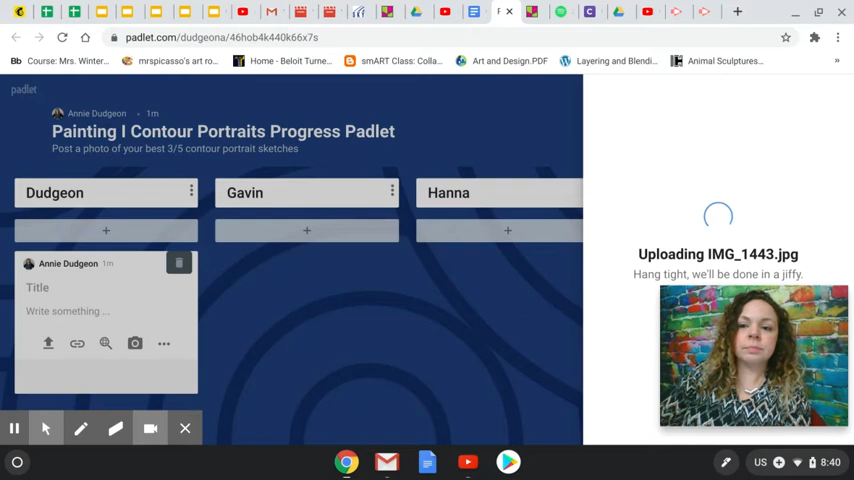 padlet.com/dudgeona/46hob4k440k66x7s
Bb Course: Mrs. Winter...
mrspicasso's art ro...
Home - Beloit Turne...
smART Class: Colla...
Art and Design.PDF
Layering and Blendi...
Animal Sculptures...
»
padlet
Annie Dudgeon • 1m
Painting I Contour Portraits Progress Padlet
Post a photo of your best 3/5 contour portrait sketches
Dudgeon
Gavin
Hanna
Annie Dudgeon 1m
Title
Write something ...
Uploading IMG_1443.jpg
Hang tight, we'll be done in a jiffy.
US
8:40